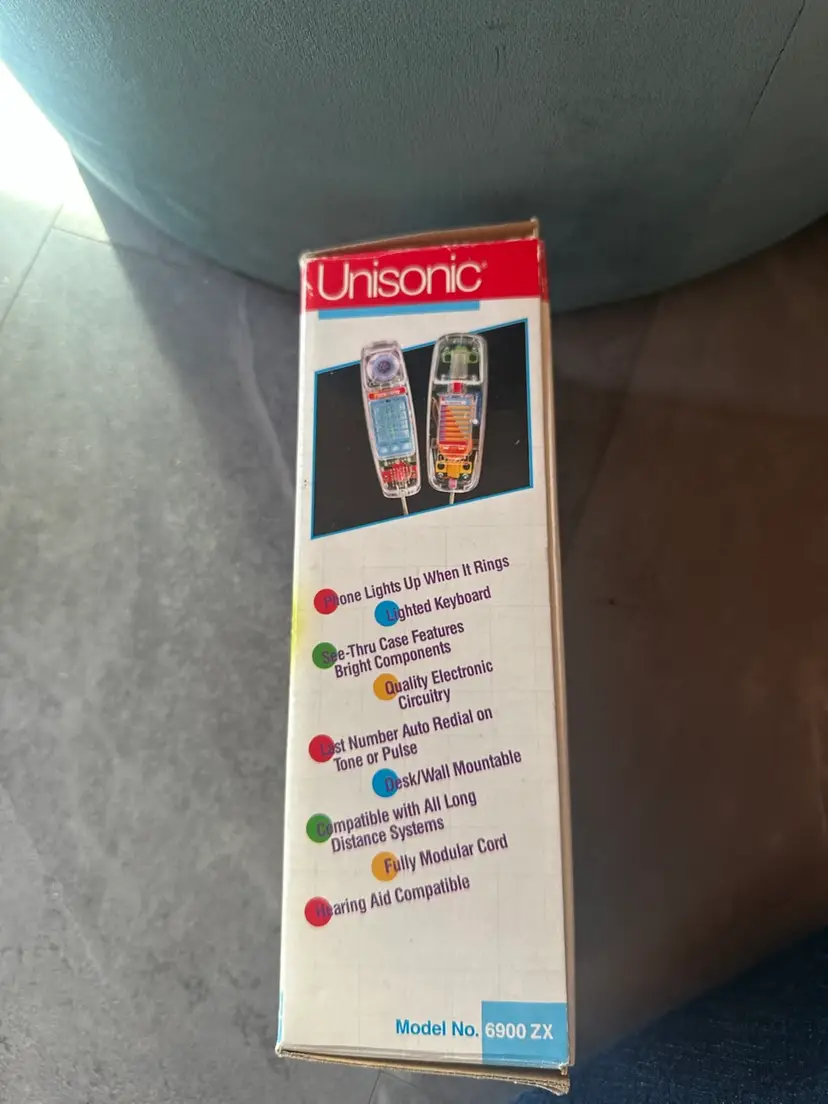 Unisonic
Phone Lights Up When It Rings
Lighted Keyboard
See-Thru Case Features
Bright Components
Quality Electronic
Circuitry
Last Number Auto Redial on
Tone or Pulse
Desk/Wall Mountable
Compatible with All Long
Distance Systems
Fully Modular Cord
Hearing Aid Compatible
Model No. 6900 ZX